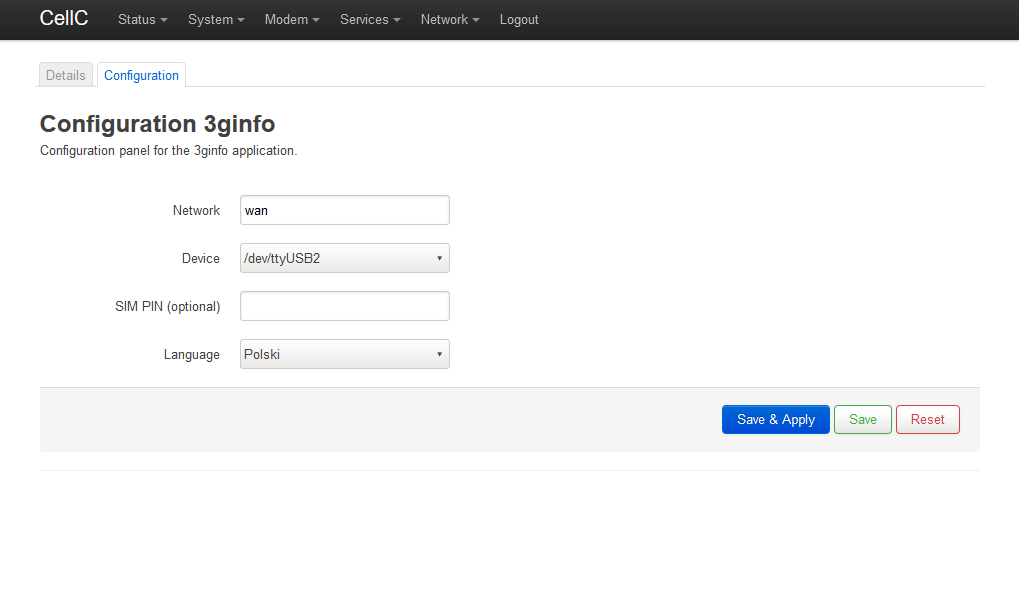 CellC Status System Modem Services Network Logout
Details Configuration
Configuration 3ginfo
Configuration panel for the 3ginfo application.
Network wan
Device /dev/ttyUSB2
SIM PIN (optional)
Language Polski
Save & Apply Save Reset